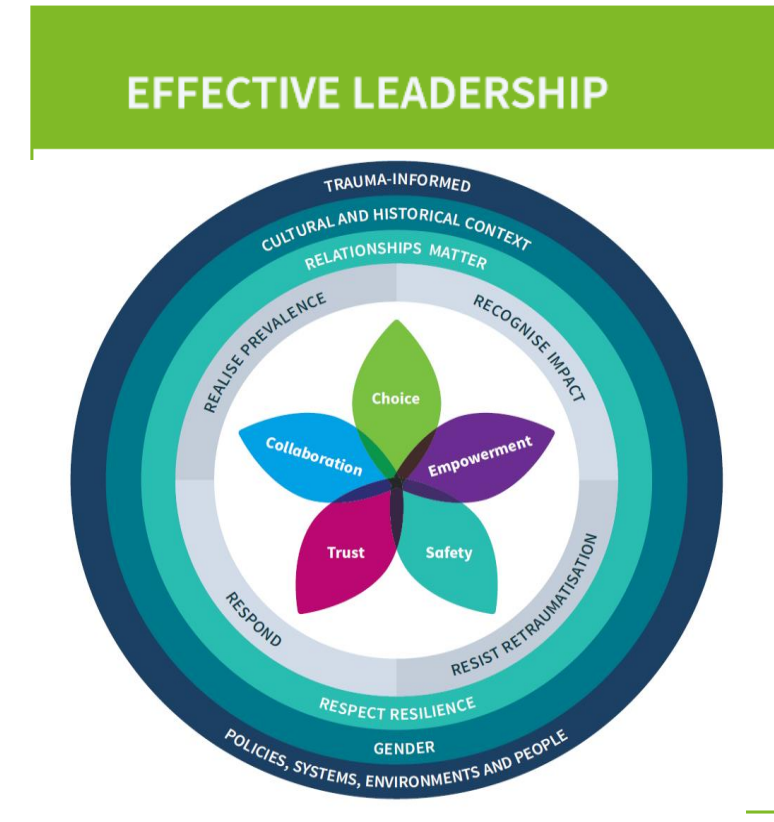 EFFECTIVE LEADERSHIP
TRAUMA-INFORMED
CULTURAL AND HISTORICAL CONTEXT
RELATIONSHIPS MATTER
REALISE PREVALENCE
RECOGNISE IMPACT
Choice
Collaboration
Empowerment
Trust
Safety
RESPOND
RESIST RETRAUMATISATION
RESPECT RESILIENCE
GENDER
POLICIES, SYSTEMS, ENVIRONMENTS AND PEOPLE